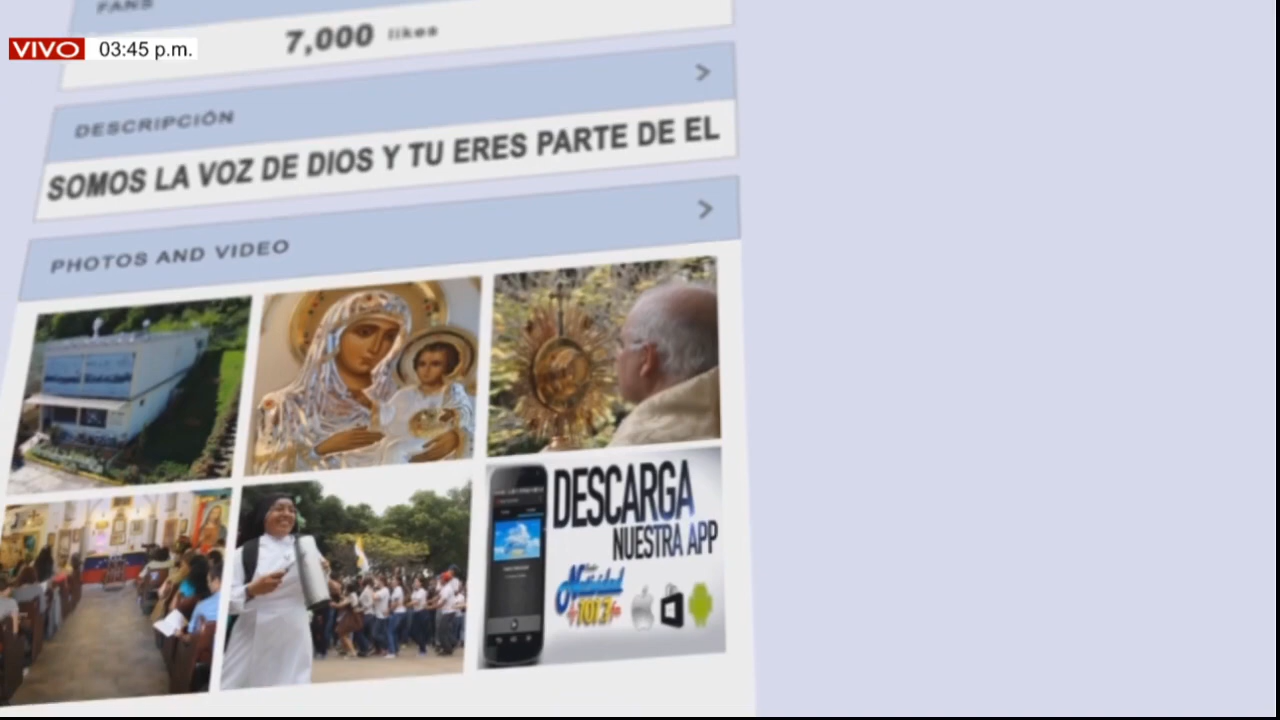 FANS
VIVO 03:45 p.m.
7,000 likes
DESCRIPCIÓN
SOMOS LA VOZ DE DIOS Y TU ERES PARTE DE EL
PHOTOS AND VIDEO
DESCARGA
NUESTRA APP
Natividad
101.7 FM